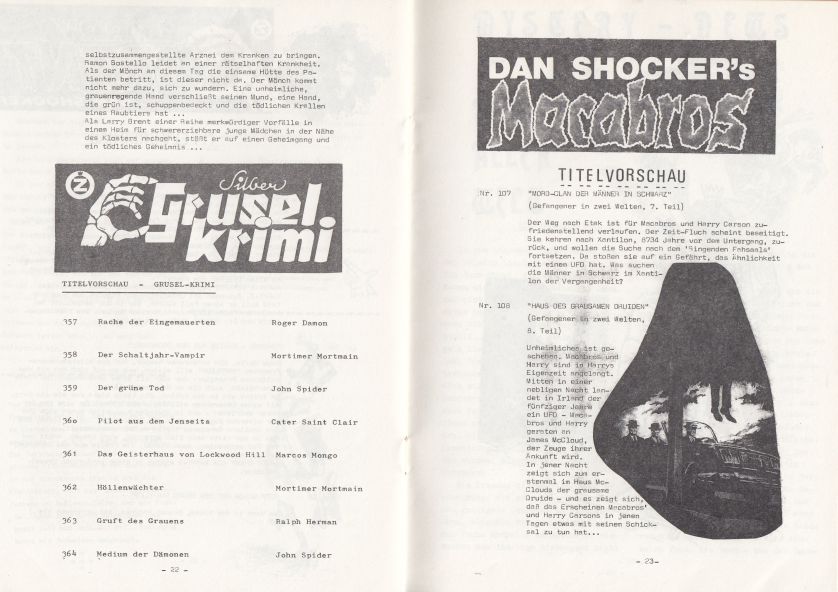 selbstzusammengestellte Arznei dem Kranken zu bringen.
Ramon Bostello leidet an einer rätselhaften Krankheit.
Als der Mönch an diesem Tag die einsame Hütte des Pa-
tienten betritt, ist dieser nicht da. Der Mönch kommt
nicht mehr dazu, sich zu wundern. Eine unheimliche,
grauenregende Hand verschließt seinen Mund, eine Hand,
die grün ist, schuppenbedeckt und die tödlichen Krallen
eines Raubtiers hat ...
Als Larry Brent einer Reihe merkwürdiger Vorfälle in
einem Heim für schwererziehbare junge Mädchen in der Nähe
des Klosters nachgeht, stößt er auf einen Geheimgang und
ein tödliches Geheimnis ...
Z
Silber
Grusel
krimi
TITELVORSCHAU - GRUSEL-KRIMI
357 Rache der Eingemauerten Roger Damon
358 Der Schaltjahr-Vampir Mortimer Mortmain
359 Der grüne Tod John Spider
36o Pilot aus dem Jenseits Cater Saint Clair
361 Das Geisterhaus von Lockwood Hill Marcos Mongo
362 Höllenwächter Mortimer Mortmain
363 Gruft des Grauens Ralph Herman
364 Medium der Dämonen John Spider
- 22 -
DAN SHOCKER's
Macabros
TITELVORSCHAU
Nr. 107 "MORD-CLAN DER MÄNNER IN SCHWARZ"
(Gefangener in zwei Welten, 7. Teil)
Der Weg nach Etak ist für Macabros und Harry Carson zu-
friedenstellend verlaufen. Der Zeit-Fluch scheint beseitigt.
Sie kehren nach Xantilon, 8734 Jahre vor dem Untergang, zu-
rück, und wollen die Suche nach dem 'Singenden Fahsaals'
fortsetzen. Da stoßen sie auf ein Gefährt, das Ähnlichkeit
mit einem UFO hat. Was suchen
die Männer in Schwarz im Xanti-
lon der Vergangenheit?
Nr. 108 "HAUS DES GRAUSAMEN DRUIDEN"
(Gefangener in zwei Welten,
8. Teil)
Unheimliches ist ge-
schehen. Macabros und
Harry sind in Harrys
Eigenzeit angelangt.
Mitten in einer
nebligen Nacht lan-
det in Irland der
fünfziger Jahre
ein UFO - Maca-
bros und Harry
geraten an
James McCloud,
der Zeuge ihrer
Ankunft wird.
In jener Nacht
zeigt sich zum er-
stenmal im Haus Mc-
Clouds der grausame
Druide - und es zeigt sich,
daß das Erscheinen Macabros'
und Harry Carsons in jenen
Tagen etwas mit seinem Schick-
sal zu tun hat...
-23-